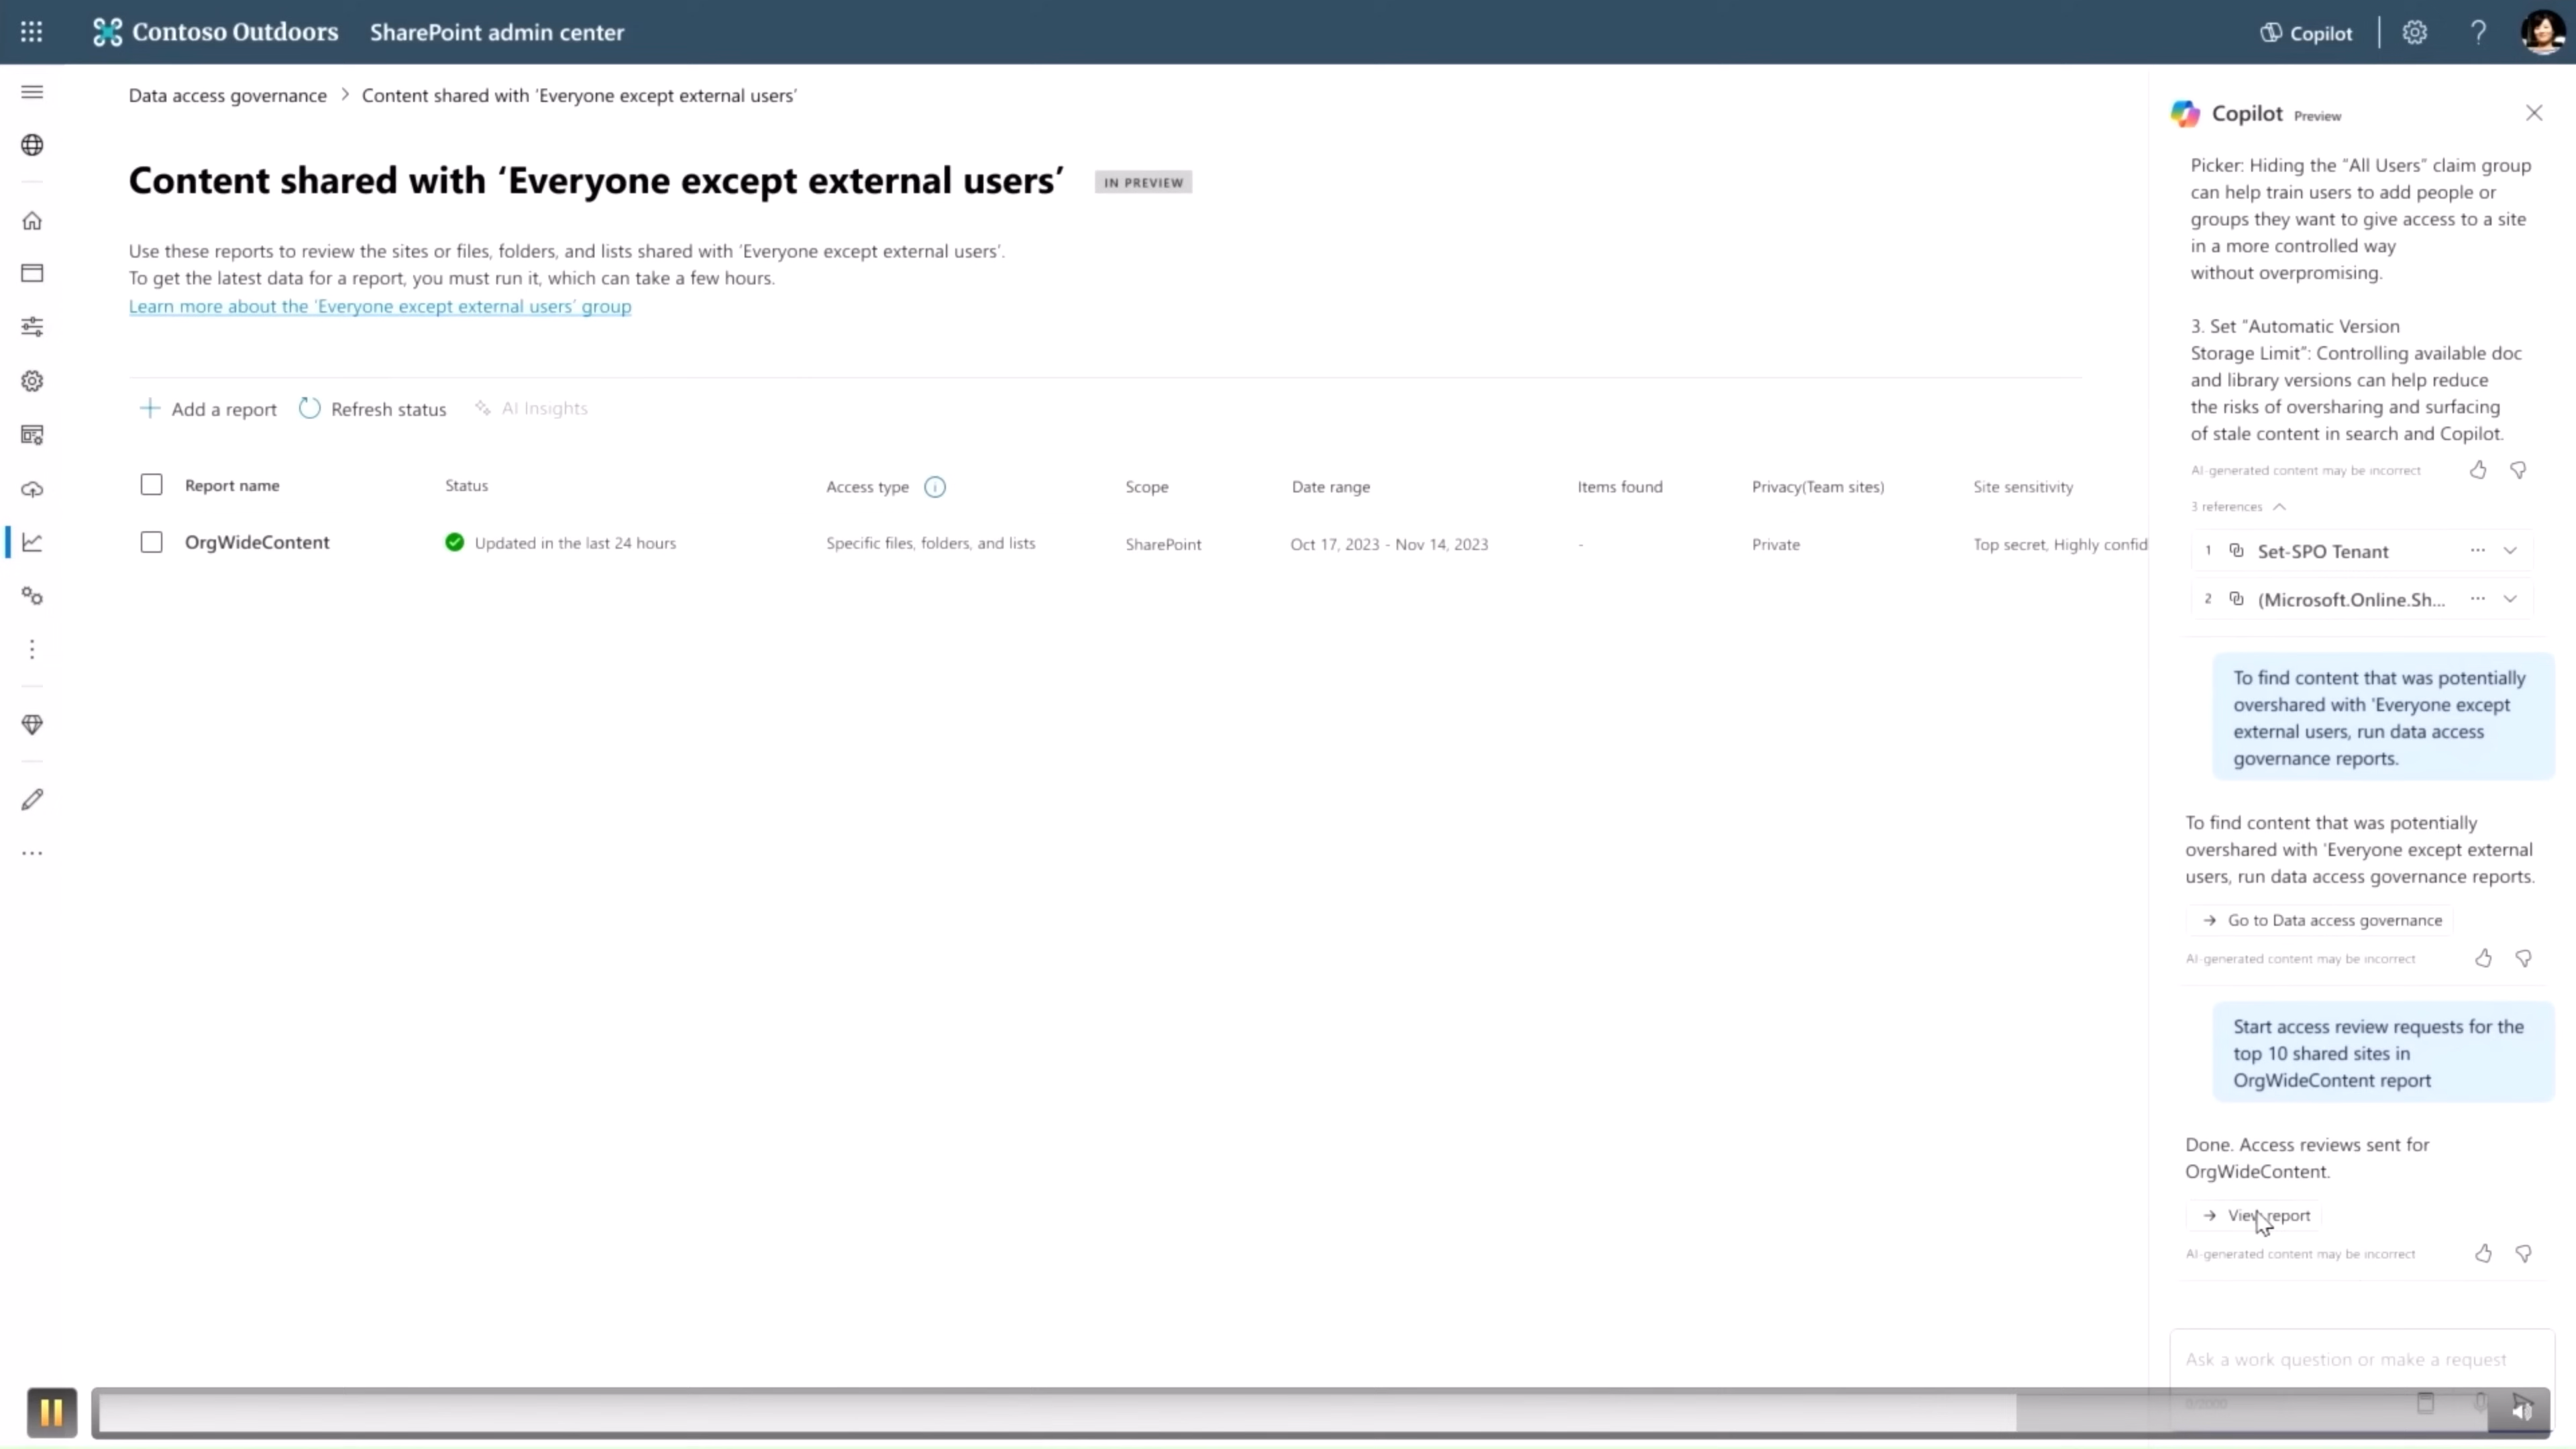 Contoso Outdoors SharePoint admin center Copilot
Data access governance > Content shared with ‘Everyone except external users’
Content shared with ‘Everyone except external users’ IN PREVIEW
Use these reports to review the sites or files, folders, and lists shared with ‘Everyone except external users’.
To get the latest data for a report, you must run it, which can take a few hours.
Learn more about the ‘Everyone except external users’ group
Add a report Refresh status AI Insights
Report name Status Access type Scope Date range Items found Privacy(Team sites) Site sensitivity
OrgWideContent Updated in the last 24 hours Specific files, folders, and lists SharePoint Oct 17, 2023 - Nov 14, 2023 - Private Top secret, Highly confid
Copilot Preview
Picker: Hiding the “All Users” claim group
can help train users to add people or
groups they want to give access to a site
in a more controlled way
without overpromising.
3. Set “Automatic Version
Storage Limit”: Controlling available doc
and library versions can help reduce
the risks of oversharing and surfacing
of stale content in search and Copilot.
AI-generated content may be incorrect
3 references
1 Set-SPO Tenant ...
2 (Microsoft.Online.Sh... ...
To find content that was potentially
overshared with ‘Everyone except
external users, run data access
governance reports.
To find content that was potentially
overshared with ‘Everyone except external
users, run data access governance reports.
Go to Data access governance
AI-generated content may be incorrect
Start access review requests for the
top 10 shared sites in
OrgWideContent report
Done. Access reviews sent for
OrgWideContent.
View report
AI-generated content may be incorrect
Ask a work question or make a request